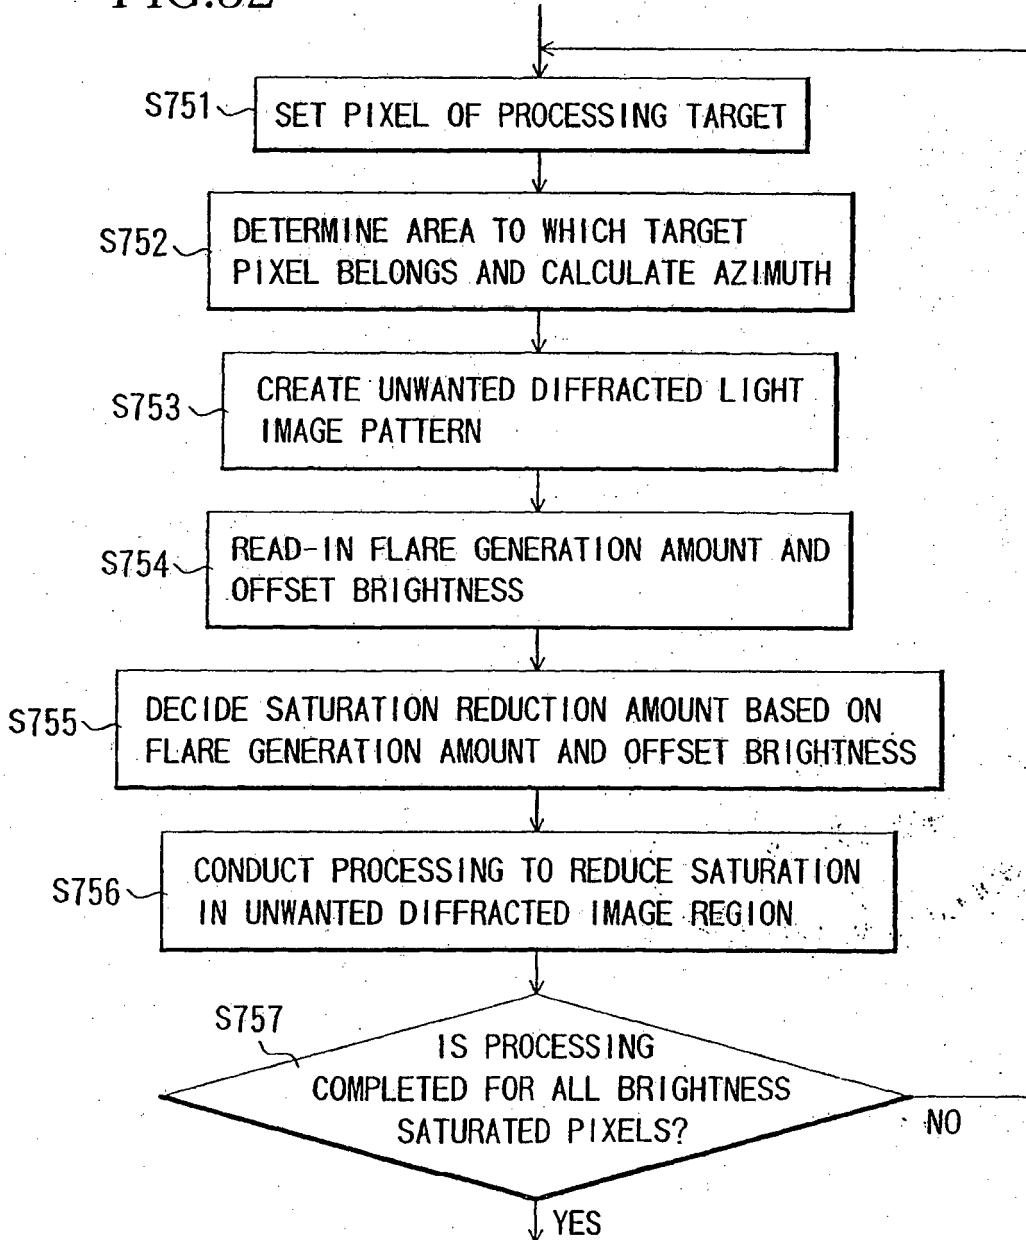 FIG.32
S751
SET PIXEL OF PROCESSING TARGET
S752
DETERMINE AREA TO WHICH TARGET
PIXEL BELONGS AND CALCULATE AZIMUTH
S753
CREATE UNWANTED DIFFRACTED LIGHT
IMAGE PATTERN
S754
READ-IN FLARE GENERATION AMOUNT AND
OFFSET BRIGHTNESS
S755
DECIDE SATURATION REDUCTION AMOUNT BASED ON
FLARE GENERATION AMOUNT AND OFFSET BRIGHTNESS
S756
CONDUCT PROCESSING TO REDUCE SATURATION
IN UNWANTED DIFFRACTED IMAGE REGION
S757
IS PROCESSING
COMPLETED FOR ALL BRIGHTNESS
SATURATED PIXELS?
NO
YES